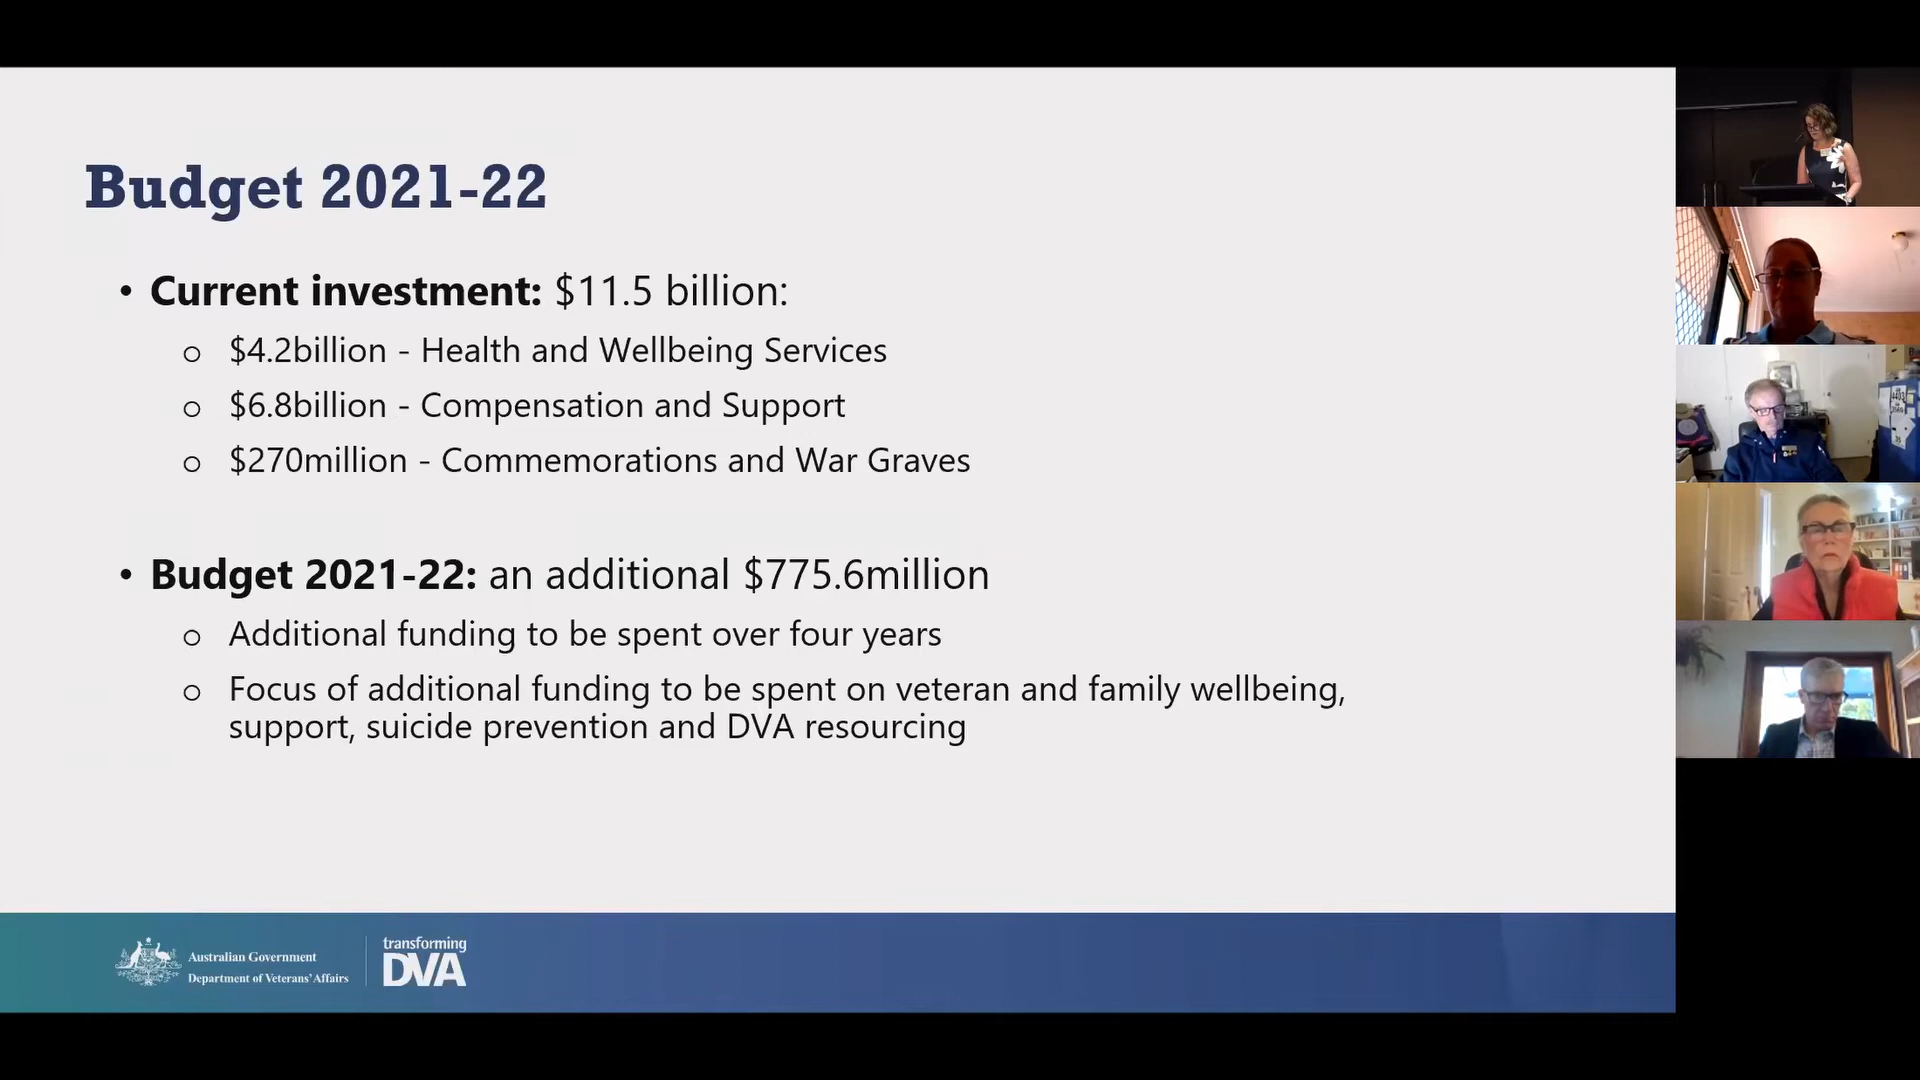 Budget 2021-22
• Current investment: $11.5 billion:
o $4.2billion - Health and Wellbeing Services
o $6.8billion - Compensation and Support
o $270million - Commemorations and War Graves
• Budget 2021-22: an additional $775.6million
o Additional funding to be spent over four years
o Focus of additional funding to be spent on veteran and family wellbeing,
support, suicide prevention and DVA resourcing
Australian Government
Department of Veterans' Affairs
transforming
DVA